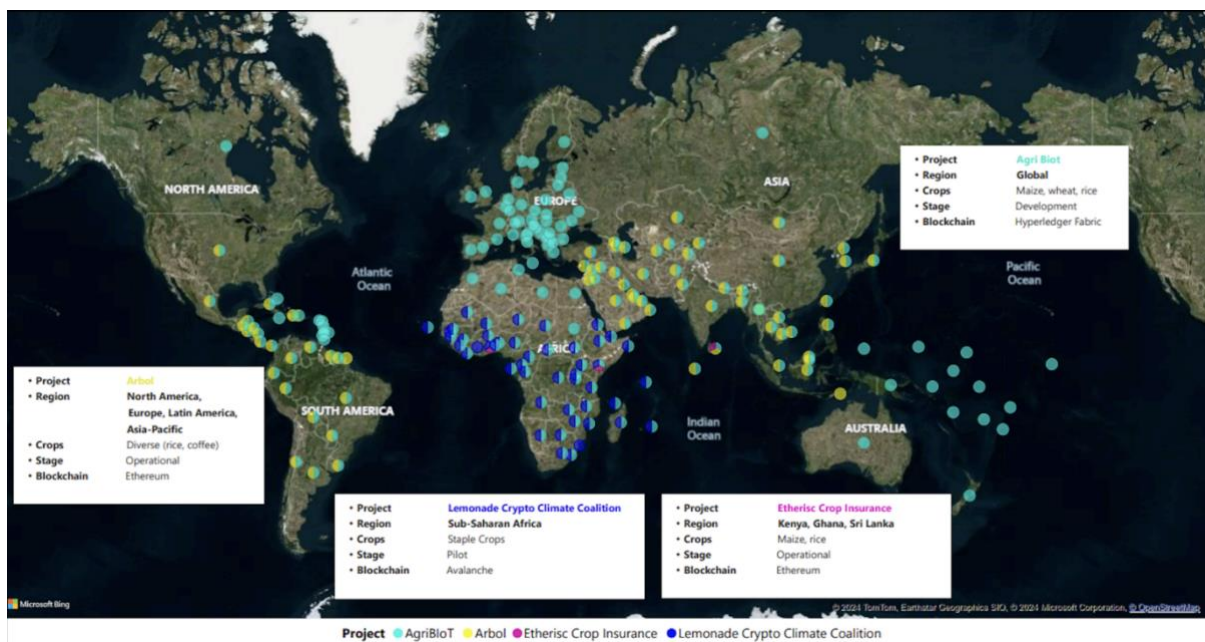 NORTH AMERICA
EUROPE
ASIA
Atlantic
Ocean
Pacific
Ocean
AFRICA
SOUTH AMERICA
Indian
Ocean
AUSTRALIA
• Project Agri Biot
• Region Global
• Crops Maize, wheat, rice
• Stage Development
• Blockchain Hyperledger Fabric
• Project Arbol
• Region North America,
Europe, Latin America,
Asia-Pacific
• Crops Diverse (rice, coffee)
• Stage Operational
• Blockchain Ethereum
• Project Lemonade Crypto Climate Coalition
• Region Sub-Saharan Africa
• Crops Staple Crops
• Stage Pilot
• Blockchain Avalanche
• Project Etherisc Crop Insurance
• Region Kenya, Ghana, Sri Lanka
• Crops Maize, rice
• Stage Operational
• Blockchain Ethereum
Microsoft Bing
© 2024 TomTom, Earthstar Geographics SIO, © 2024 Microsoft Corporation, © OpenStreetMap
Project AgriBIoT Arbol Etherisc Crop Insurance Lemonade Crypto Climate Coalition